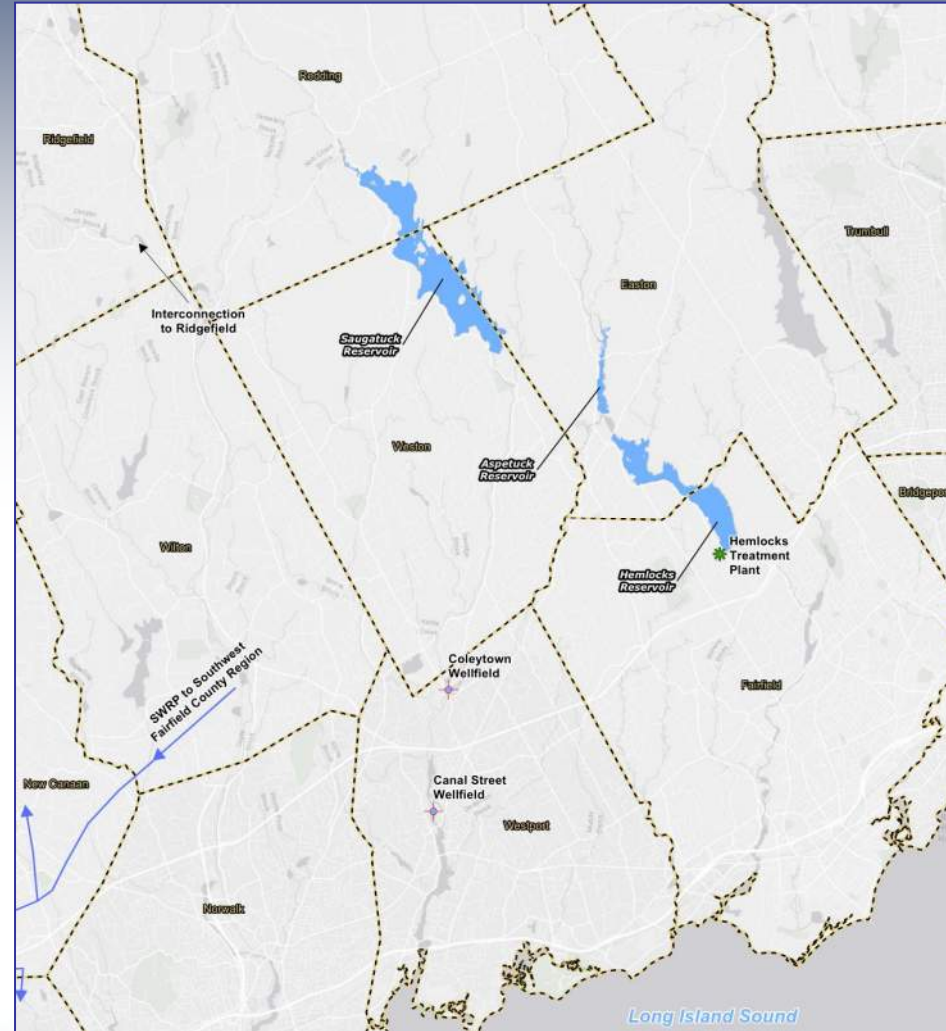 Redding
Ridgefield
Trumbull
Easton
Interconnection
to Ridgefield
Saugatuck
Reservoir
Weston
Aspetuck
Reservoir
Bridgepor
Hemlocks
Treatment
Plant
Wilton
Hemlocks
Reservoir
Coleytown
Wellfield
Fairfield
SWRP to Southwest
Fairfield County Region
New Canaan
Canal Street
Wellfield
Westport
Norwalk
Long Island Sound